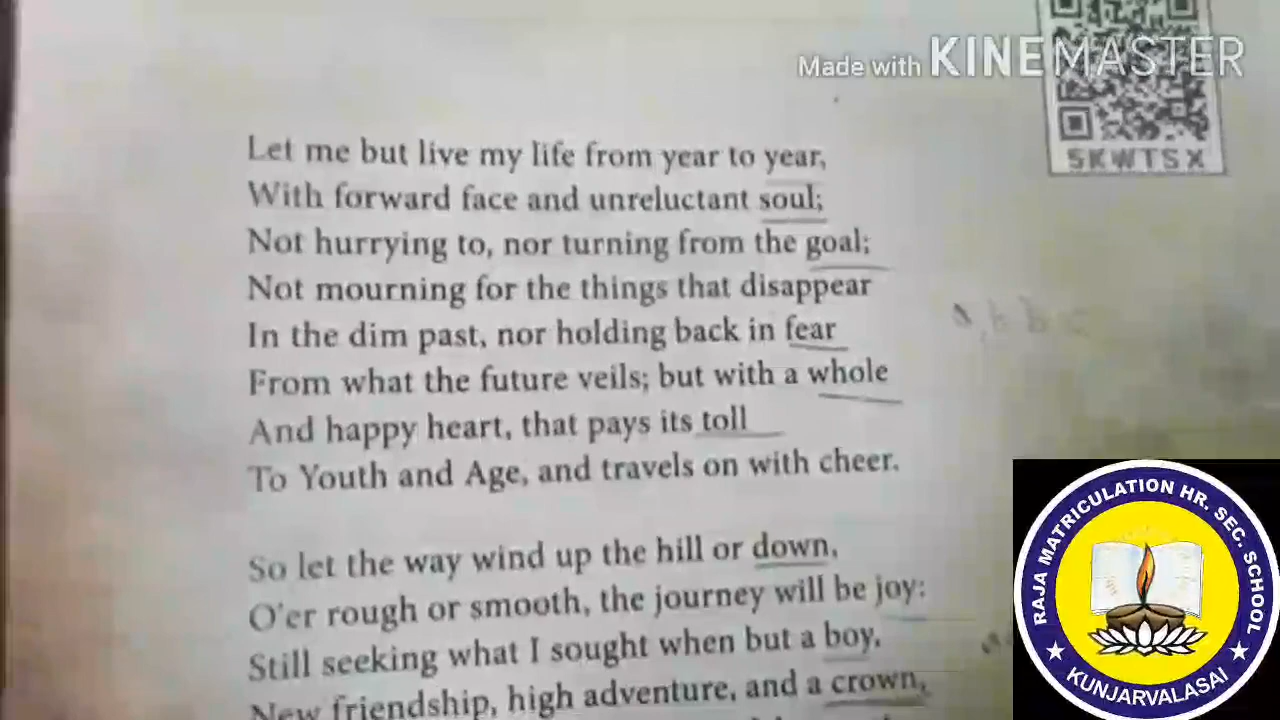 Made with KINEMASTER
5KWTSX
Let me but live my life from year to year,
With forward face and unreluctant soul;
Not hurrying to, nor turning from the goal;
Not mourning for the things that disappear
In the dim past, nor holding back in fear
From what the future veils; but with a whole
And happy heart, that pays its toll
To Youth and Age, and travels on with cheer.
So let the way wind up the hill or down,
O'er rough or smooth, the journey will be joy:
Still seeking what I sought when but a boy,
New friendship, high adventure, and a crown,
RAJA MATRICULATION HR. SEC. SCHOOL
KUNJARVALASAI